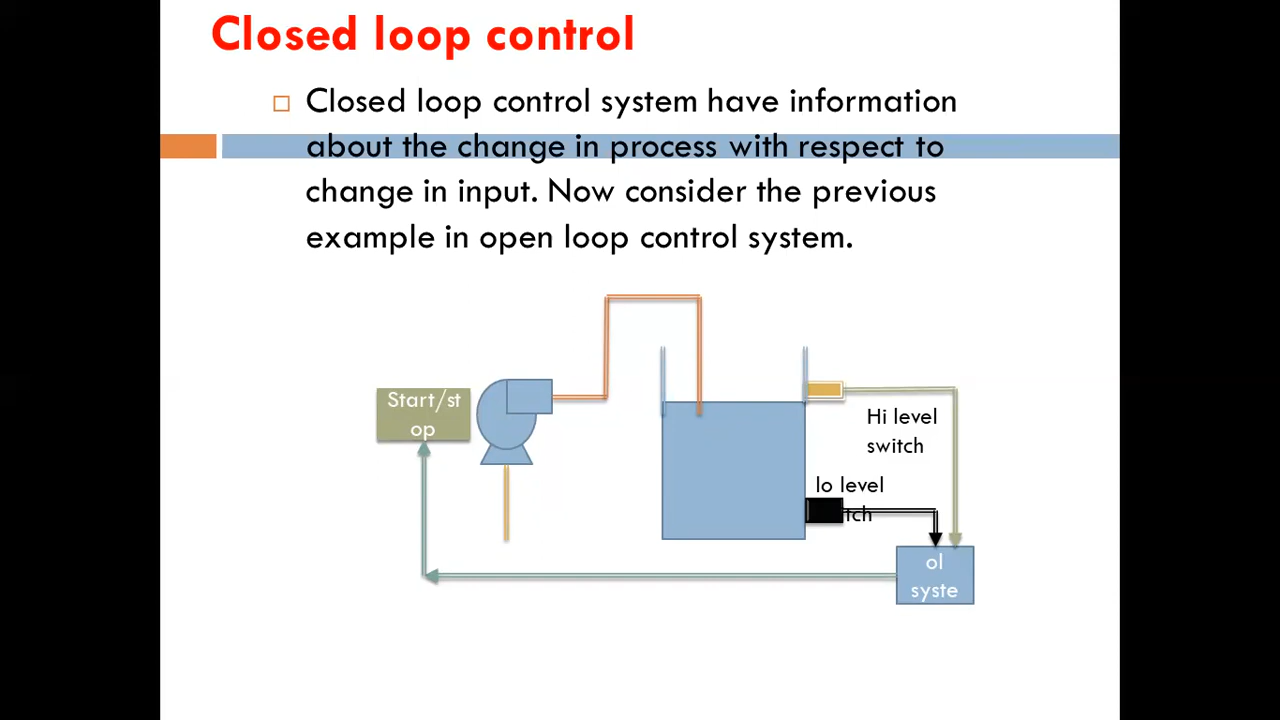 Closed loop control
Closed loop control system have information
about the change in process with respect to
change in input. Now consider the previous
example in open loop control system.
Start/st
op
Hi level
switch
lo level
tch
ol
syste